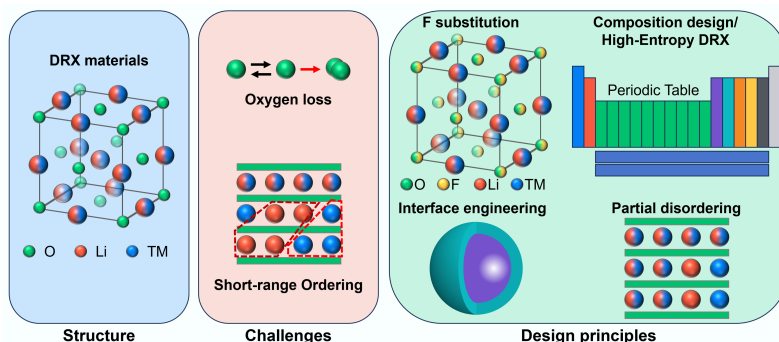 DRX materials
O Li TM
Structure
Oxygen loss
Short-range Ordering
Challenges
F substitution
O F Li TM
Composition design/
High-Entropy DRX
Periodic Table
Interface engineering
Partial disordering
Design principles